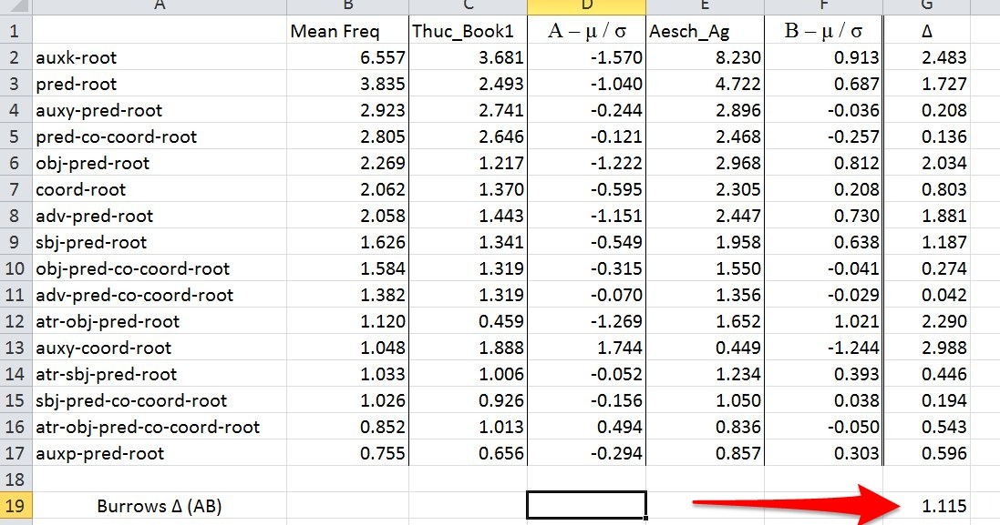 A B C D E F G
1 Mean Freq Thuc_Book1 A – μ / σ Aesch_Ag B – μ / σ Δ
2 auxk-root 6.557 3.681 -1.570 8.230 0.913 2.483
3 pred-root 3.835 2.493 -1.040 4.722 0.687 1.727
4 auxy-pred-root 2.923 2.741 -0.244 2.896 -0.036 0.208
5 pred-co-coord-root 2.805 2.646 -0.121 2.468 -0.257 0.136
6 obj-pred-root 2.269 1.217 -1.222 2.968 0.812 2.034
7 coord-root 2.062 1.370 -0.595 2.305 0.208 0.803
8 adv-pred-root 2.058 1.443 -1.151 2.447 0.730 1.881
9 sbj-pred-root 1.626 1.341 -0.549 1.958 0.638 1.187
10 obj-pred-co-coord-root 1.584 1.319 -0.315 1.550 -0.041 0.274
11 adv-pred-co-coord-root 1.382 1.319 -0.070 1.356 -0.029 0.042
12 atr-obj-pred-root 1.120 0.459 -1.269 1.652 1.021 2.290
13 auxy-coord-root 1.048 1.888 1.744 0.449 -1.244 2.988
14 atr-sbj-pred-root 1.033 1.006 -0.052 1.234 0.393 0.446
15 sbj-pred-co-coord-root 1.026 0.926 -0.156 1.050 0.038 0.194
16 atr-obj-pred-co-coord-root 0.852 1.013 0.494 0.836 -0.050 0.543
17 auxp-pred-root 0.755 0.656 -0.294 0.857 0.303 0.596
18
19 Burrows Δ (AB) 1.115